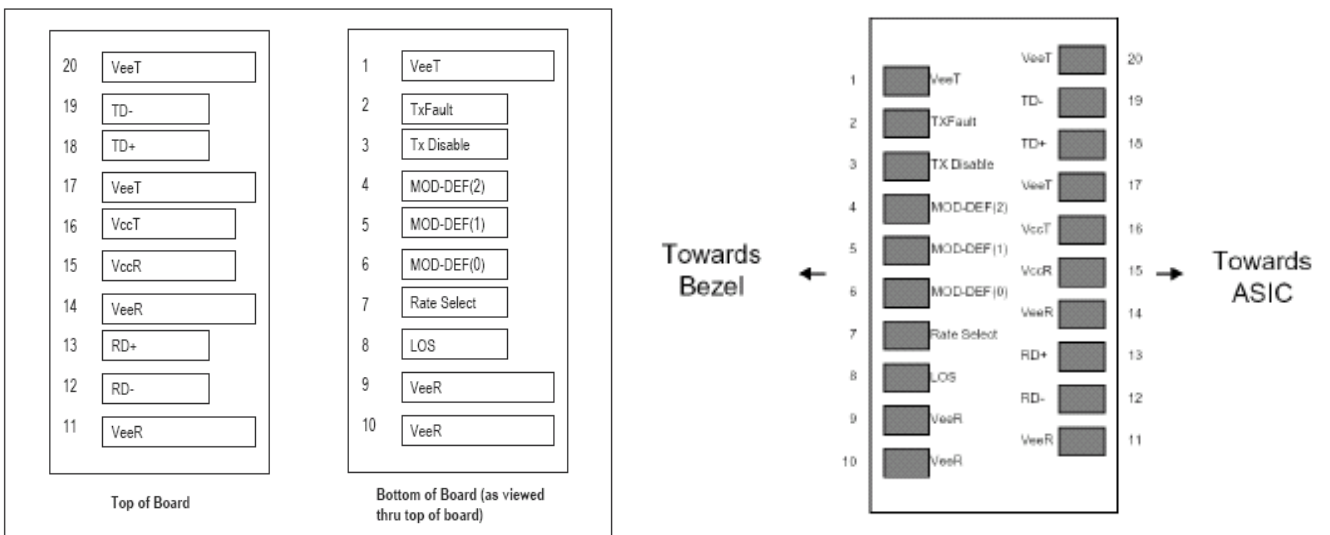 20 VeeT
19 TD-
18 TD+
17 VeeT
16 VccT
15 VccR
14 VeeR
13 RD+
12 RD-
11 VeeR
Top of Board
1 VeeT
2 TxFault
3 Tx Disable
4 MOD-DEF(2)
5 MOD-DEF(1)
6 MOD-DEF(0)
7 Rate Select
8 LOS
9 VeeR
10 VeeR
Bottom of Board (as viewed
thru top of board)
Towards
Bezel
1 VeeT
2 TXFault
3 TX Disable
4 MOD-DEF(2)
5 MOD-DEF(1)
6 MOD-DEF(0)
7 Rate Select
8 LOS
9 VeeR
10 VeeR
VeeT 20
TD- 19
TD+ 18
VeeT 17
VccT 16
VccR 15
VeeR 14
RD+ 13
RD- 12
VeeR 11
Towards
ASIC